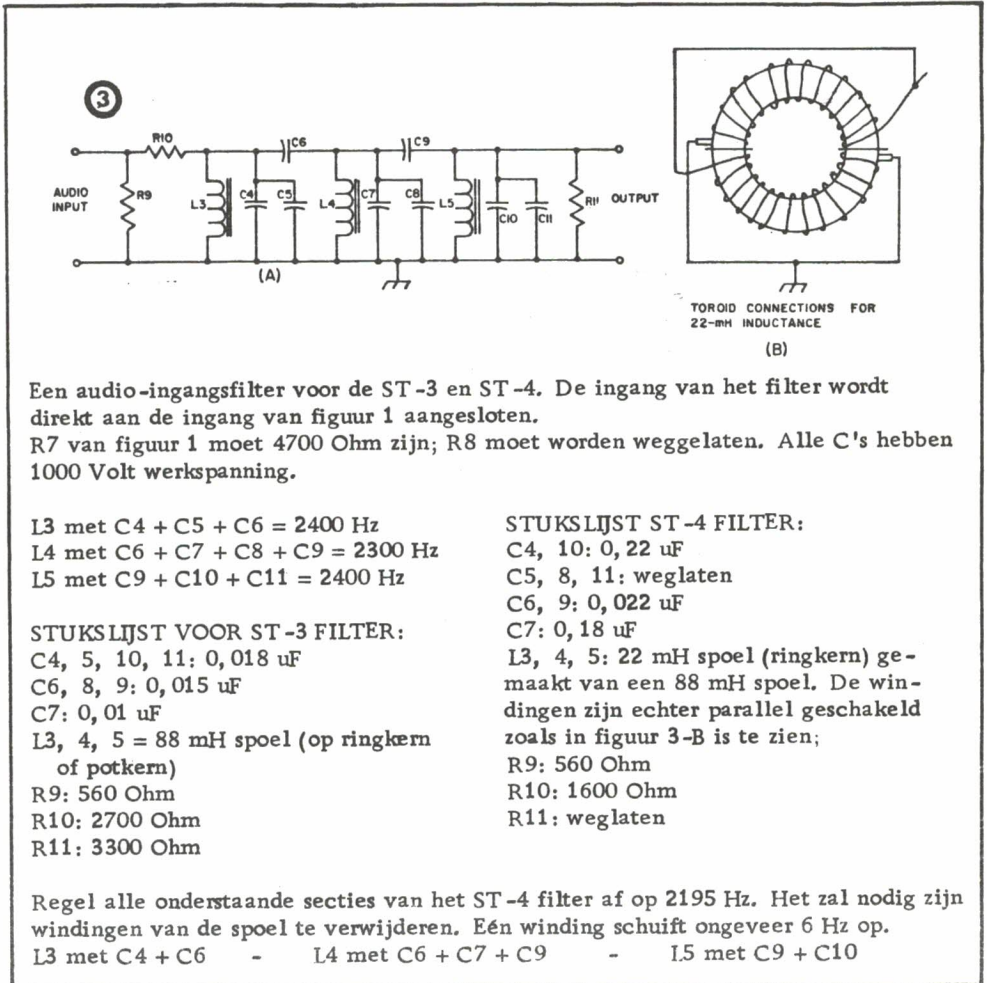 3
R10
C6
C9
AUDIO
INPUT
R9
L3
C4
C5
L4
C7
C8
L5
C10
C11
R11
OUTPUT
(A)
TOROID CONNECTIONS FOR
22-mH INDUCTANCE
(B)
Een audio-ingangsfilter voor de ST-3 en ST-4. De ingang van het filter wordt
direkt aan de ingang van figuur 1 aangesloten.
R7 van figuur 1 moet 4700 Ohm zijn; R8 moet worden weggelaten. Alle C's hebben
1000 Volt werkspanning.
L3 met C4 + C5 + C6 = 2400 Hz
L4 met C6 + C7 + C8 + C9 = 2300 Hz
L5 met C9 + C10 + C11 = 2400 Hz
STUKSLIJST VOOR ST-3 FILTER:
C4, 5, 10, 11: 0,018 uF
C6, 8, 9: 0,015 uF
C7: 0,01 uF
L3, 4, 5 = 88 mH spoel (op ringkern
of potkern)
R9: 560 Ohm
R10: 2700 Ohm
R11: 3300 Ohm
STUKSLIJST ST-4 FILTER:
C4, 10: 0,22 uF
C5, 8, 11: weglaten
C6, 9: 0,022 uF
C7: 0,18 uF
L3, 4, 5: 22 mH spoel (ringkern) ge-
maakt van een 88 mH spoel. De win-
dingen zijn echter parallel geschakeld
zoals in figuur 3-B is te zien;
R9: 560 Ohm
R10: 1600 Ohm
R11: weglaten
Regel alle onderstaande secties van het ST-4 filter af op 2195 Hz. Het zal nodig zijn
windingen van de spoel te verwijderen. Eén winding schuift ongeveer 6 Hz op.
L3 met C4 + C6 - L4 met C6 + C7 + C9 - L5 met C9 + C10